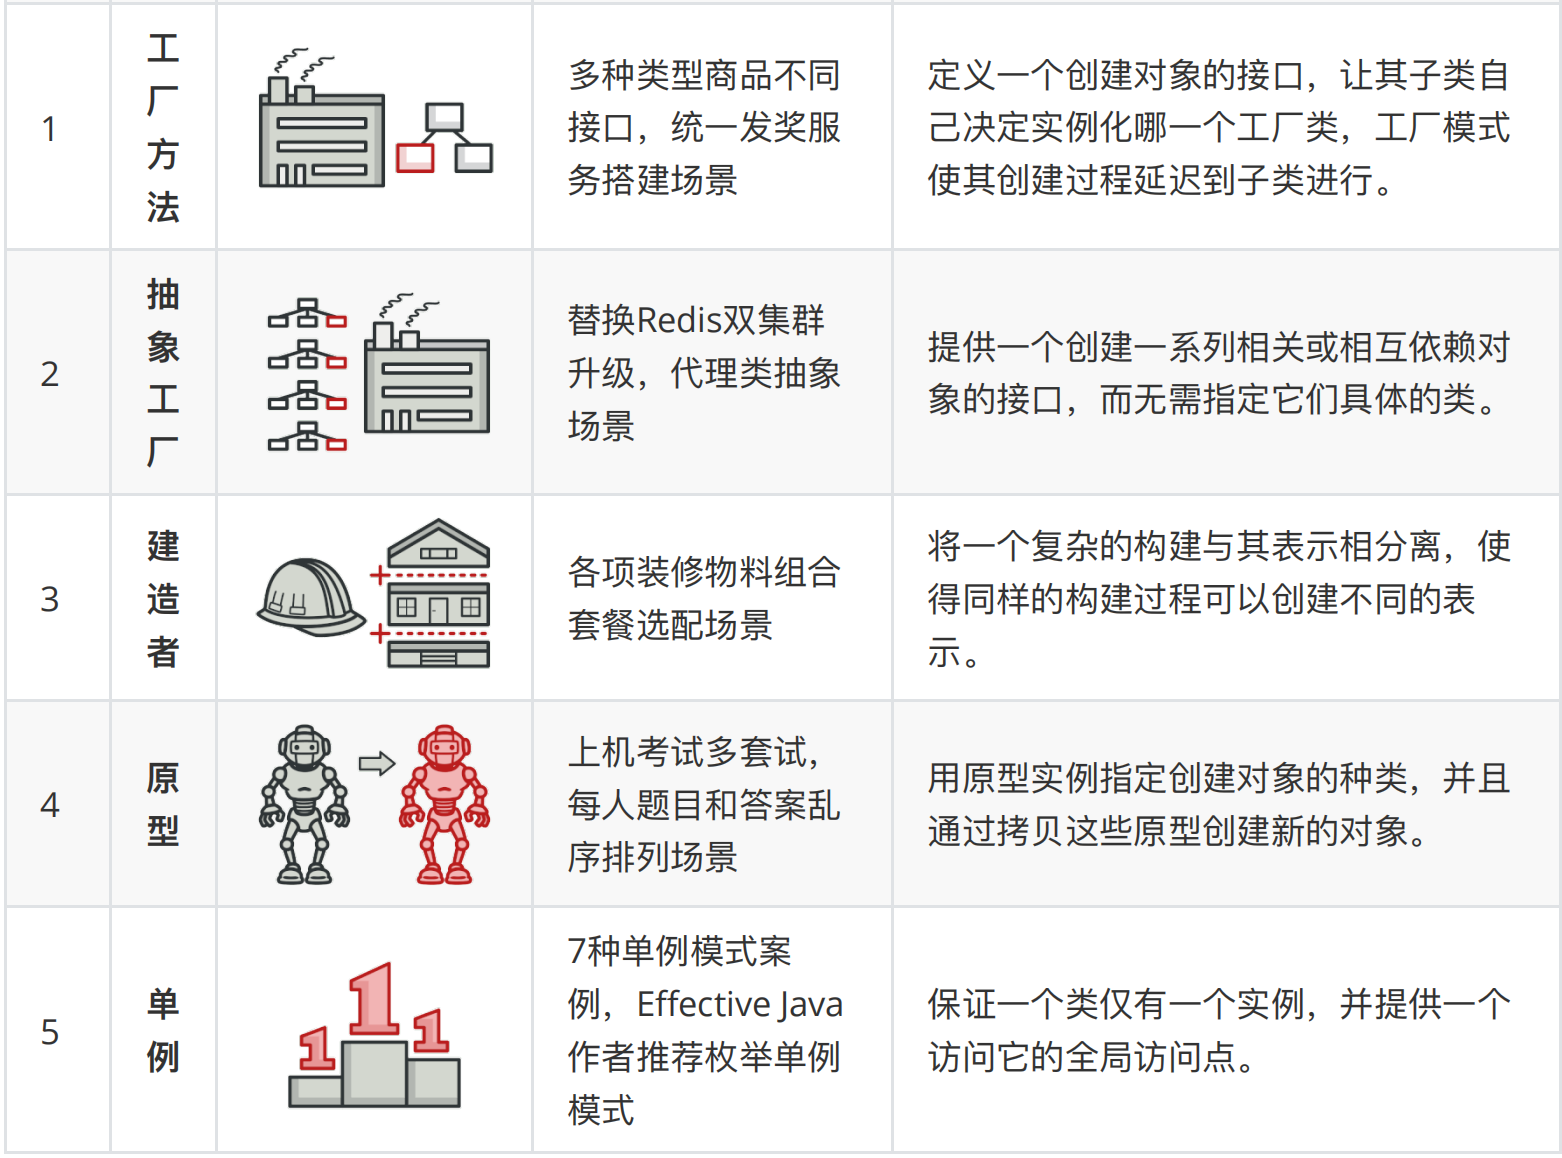 1
工
厂
方
法
多种类型商品不同
接口，统一发奖服
务搭建场景
定义一个创建对象的接口，让其子类自
己决定实例化哪一个工厂类，工厂模式
使其创建过程延迟到子类进行。
2
抽
象
工
厂
替换Redis双集群
升级，代理类抽象
场景
提供一个创建一系列相关或相互依赖对
象的接口，而无需指定它们具体的类。
3
建
造
者
各项装修物料组合
套餐选配场景
将一个复杂的构建与其表示相分离，使
得同样的构建过程可以创建不同的表
示。
4
原
型
上机考试多套试，
每人题目和答案乱
序排列场景
用原型实例指定创建对象的种类，并且
通过拷贝这些原型创建新的对象。
5
单
例
1
1
1
7种单例模式案
例，Effective Java
作者推荐枚举单例
模式
保证一个类仅有一个实例，并提供一个
访问它的全局访问点。